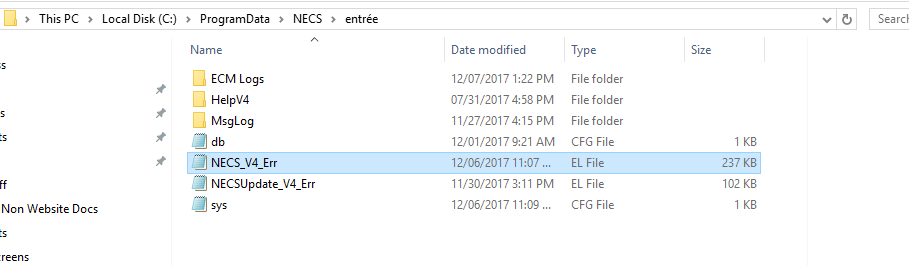 This PC > Local Disk (C:) > ProgramData > NECS > entrée
Search
Name Date modified Type Size
ECM Logs 12/07/2017 1:22 PM File folder
HelpV4 07/31/2017 4:58 PM File folder
MsgLog 11/27/2017 4:15 PM File folder
db 12/01/2017 9:21 AM CFG File 1 KB
NECS_V4_Err 12/06/2017 11:07 ... EL File 237 KB
NECSUpdate_V4_Err 11/30/2017 3:11 PM EL File 102 KB
sys 12/06/2017 11:09 ... CFG File 1 KB
ss
s
ts
ff
Non Website Docs
ts
creens